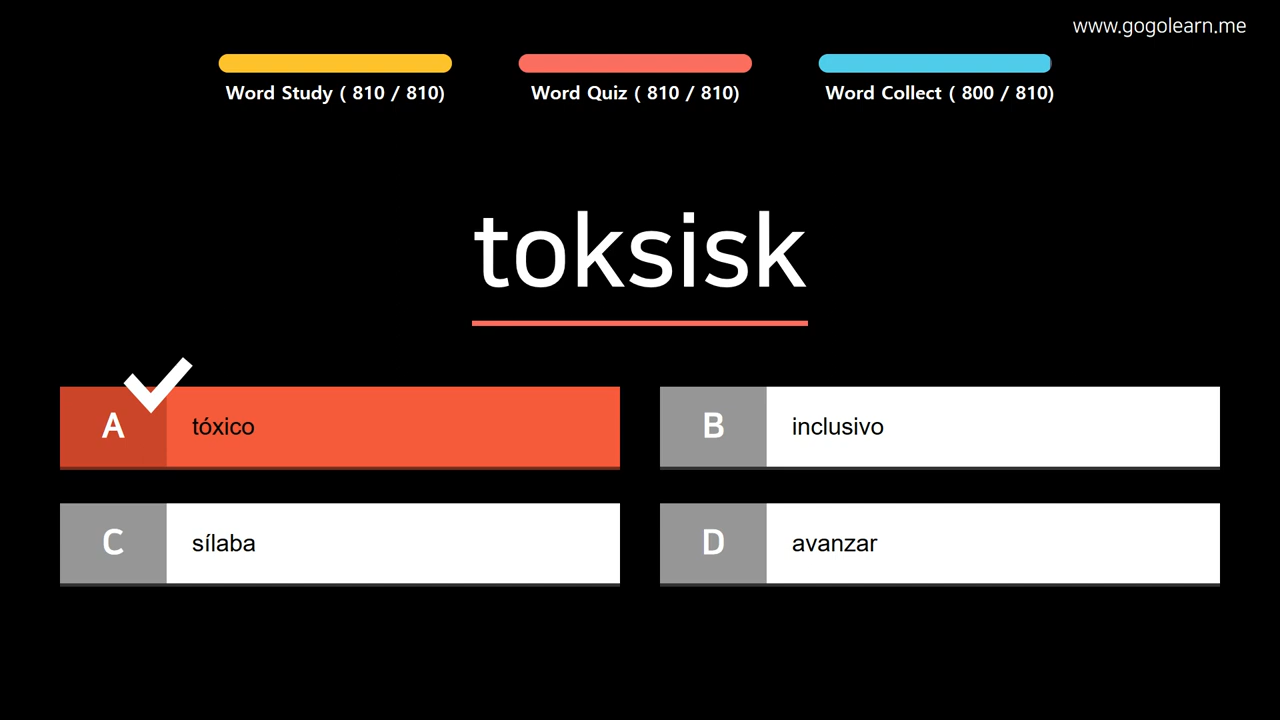 www.gogolearn.me
Word Study ( 810 / 810)
Word Quiz ( 810 / 810)
Word Collect ( 800 / 810)
toksisk
A tóxico
B inclusivo
C sílaba
D avanzar